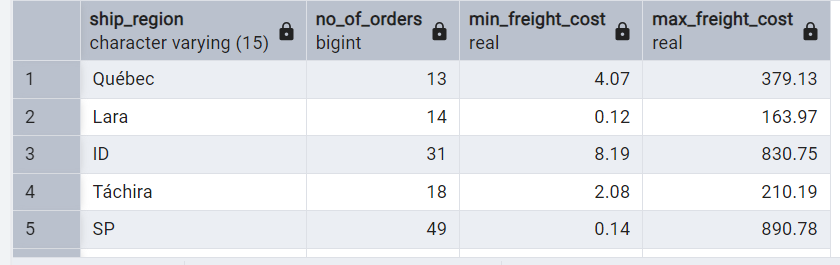 ship_region no_of_orders min_freight_cost max_freight_cost
character varying (15) bigint real real
1 Québec 13 4.07 379.13
2 Lara 14 0.12 163.97
3 ID 31 8.19 830.75
4 Táchira 18 2.08 210.19
5 SP 49 0.14 890.78